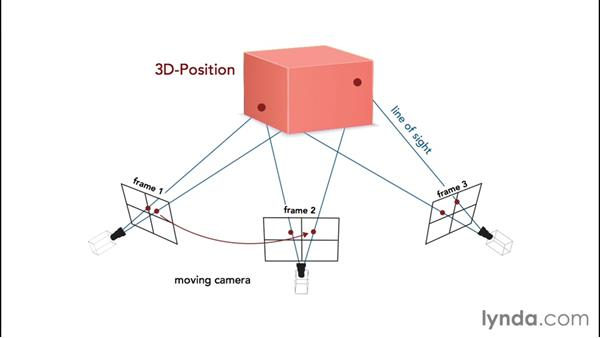 3D-Position
line of sight
frame 1
frame 2
frame 3
moving camera
lynda.com